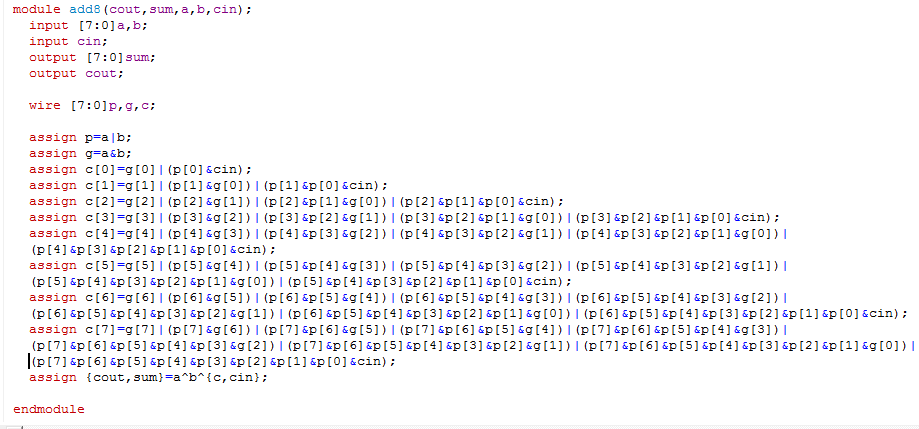 module add8(cout,sum,a,b,cin);
input [7:0]a,b;
input cin;
output [7:0]sum;
output cout;
wire [7:0]p,g,c;
assign p=a|b;
assign g=a&b;
assign c[0]=g[0]|(p[0]&cin);
assign c[1]=g[1]|(p[1]&g[0])|(p[1]&p[0]&cin);
assign c[2]=g[2]|(p[2]&g[1])|(p[2]&p[1]&g[0])|(p[2]&p[1]&p[0]&cin);
assign c[3]=g[3]|(p[3]&g[2])|(p[3]&p[2]&g[1])|(p[3]&p[2]&p[1]&g[0])|(p[3]&p[2]&p[1]&p[0]&cin);
assign c[4]=g[4]|(p[4]&g[3])|(p[4]&p[3]&g[2])|(p[4]&p[3]&p[2]&g[1])|(p[4]&p[3]&p[2]&p[1]&g[0])|
(p[4]&p[3]&p[2]&p[1]&p[0]&cin);
assign c[5]=g[5]|(p[5]&g[4])|(p[5]&p[4]&g[3])|(p[5]&p[4]&p[3]&g[2])|(p[5]&p[4]&p[3]&p[2]&g[1])|
(p[5]&p[4]&p[3]&p[2]&p[1]&g[0])|(p[5]&p[4]&p[3]&p[2]&p[1]&p[0]&cin);
assign c[6]=g[6]|(p[6]&g[5])|(p[6]&p[5]&g[4])|(p[6]&p[5]&p[4]&g[3])|(p[6]&p[5]&p[4]&p[3]&g[2])|
(p[6]&p[5]&p[4]&p[3]&p[2]&g[1])|(p[6]&p[5]&p[4]&p[3]&p[2]&p[1]&g[0])|(p[6]&p[5]&p[4]&p[3]&p[2]&p[1]&p[0]&cin);
assign c[7]=g[7]|(p[7]&g[6])|(p[7]&p[6]&g[5])|(p[7]&p[6]&p[5]&g[4])|(p[7]&p[6]&p[5]&p[4]&g[3])|
(p[7]&p[6]&p[5]&p[4]&p[3]&g[2])|(p[7]&p[6]&p[5]&p[4]&p[3]&p[2]&g[1])|(p[7]&p[6]&p[5]&p[4]&p[3]&p[2]&p[1]&g[0])|
(p[7]&p[6]&p[5]&p[4]&p[3]&p[2]&p[1]&p[0]&cin);
assign {cout,sum}=a^b^{c,cin};
endmodule